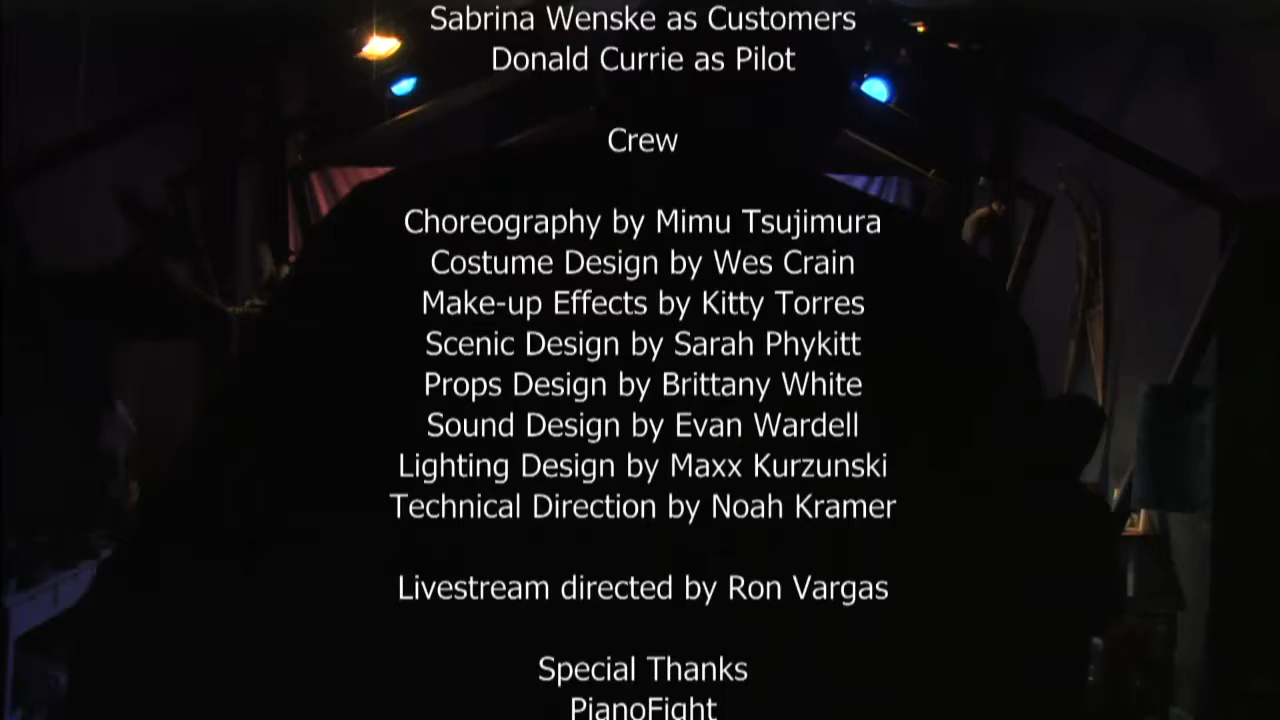 Sabrina Wenske as Customers
Donald Currie as Pilot
Crew
Choreography by Mimu Tsujimura
Costume Design by Wes Crain
Make-up Effects by Kitty Torres
Scenic Design by Sarah Phykitt
Props Design by Brittany White
Sound Design by Evan Wardell
Lighting Design by Maxx Kurzunski
Technical Direction by Noah Kramer
Livestream directed by Ron Vargas
Special Thanks
PianoFight